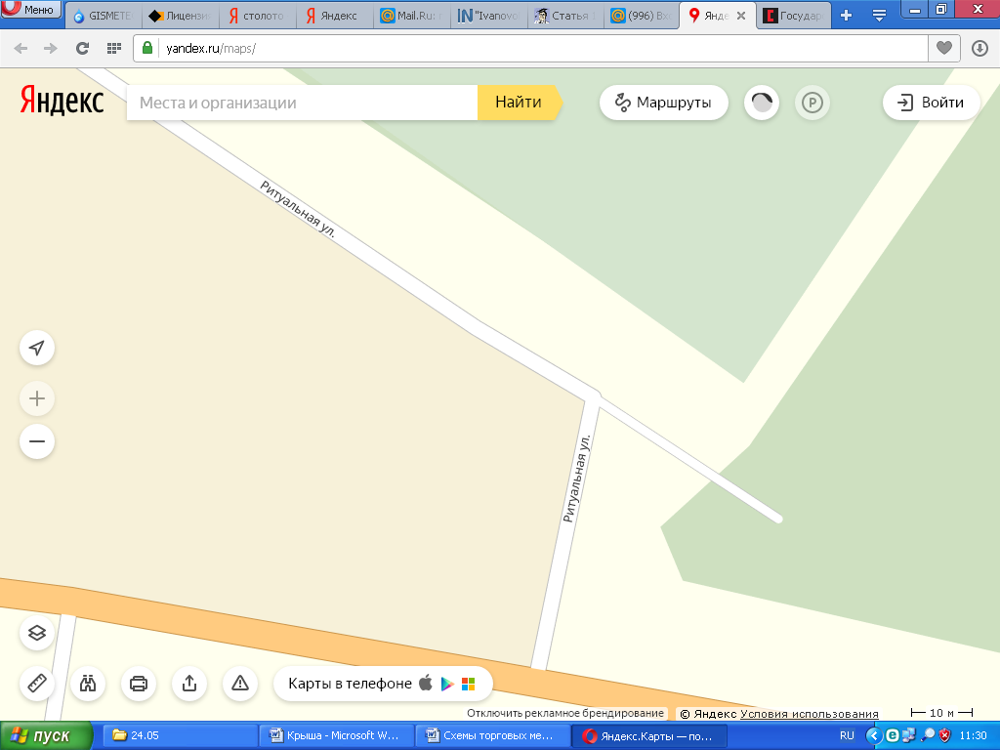 Меню
GISMETE
Лицензи
столото
Яндекс
Mail.Ru:
"Ivanovo
Статья 1
(996) Вх
Янде
Государ
yandex.ru/maps/
Яндекс
Места и организации
Найти
Маршруты
P
Войти
Ритуальная ул.
Ритуальная ул.
Карты в телефоне
Отключить рекламное брендирование
© Яндекс Условия использования
10 м
пуск
24.05
Крыша - Microsoft W...
Схемы торговых ме...
Яндекс.Карты — по...
RU
11:30